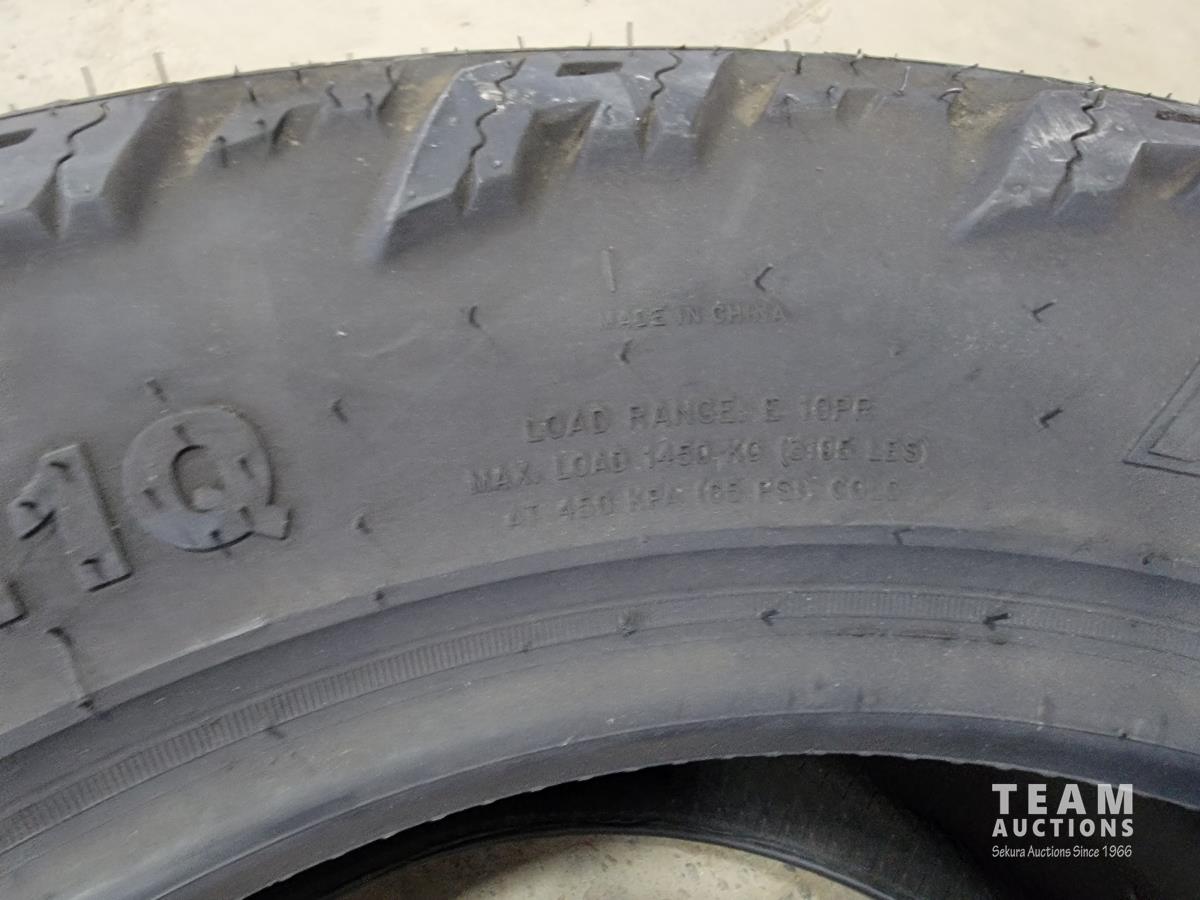 MADE IN CHINA
LOAD RANGE: E 10PR
MAX. LOAD 1450 KG (3195 LBS)
AT 450 KPA (65 PSI) COLD
1Q
TEAM
AUCTIONS
Sekura Auctions Since 1966